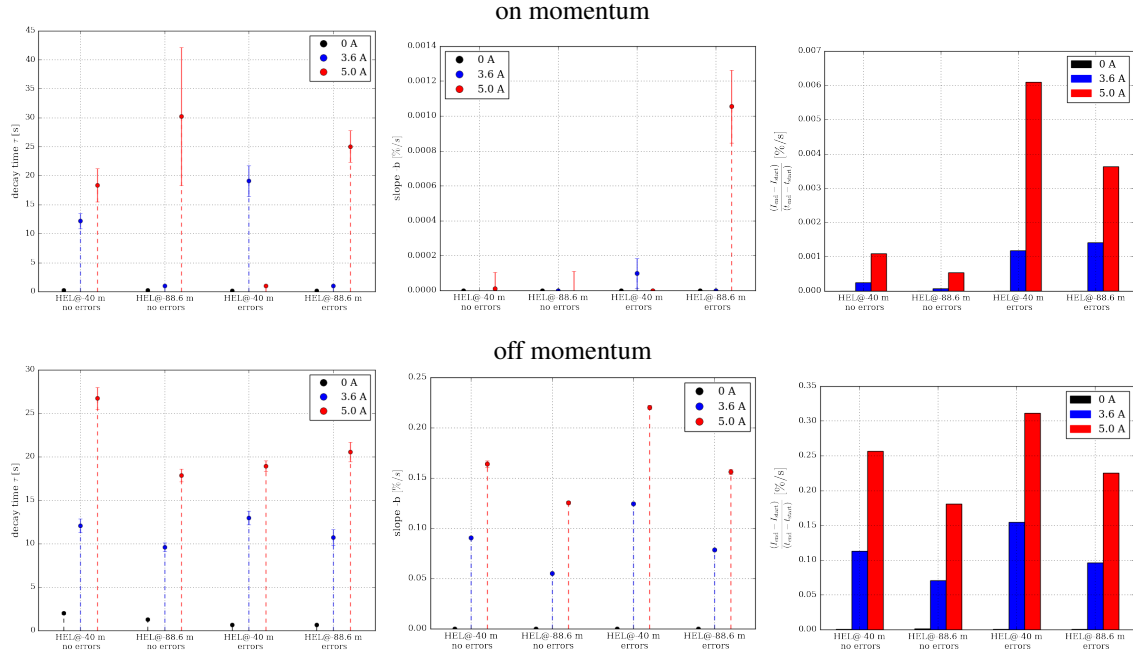 on momentum
45
40
35
30
25
20
15
10
5
0
decay time τ [s]
0 A
3.6 A
5.0 A
HEL@-40 m
no errors
HEL@-88.6 m
no errors
HEL@-40 m
errors
HEL@-88.6 m
errors
0.0014
0.0012
0.0010
0.0008
0.0006
0.0004
0.0002
0.0000
slope -b [%/s]
0 A
3.6 A
5.0 A
HEL@-40 m
no errors
HEL@-88.6 m
no errors
HEL@-40 m
errors
HEL@-88.6 m
errors
0.007
0.006
0.005
0.004
0.003
0.002
0.001
0.000
(I_end − I_start) / (t_end − t_start) [%/s]
0 A
3.6 A
5.0 A
HEL@-40 m
no errors
HEL@-88.6 m
no errors
HEL@-40 m
errors
HEL@-88.6 m
errors
off momentum
30
25
20
15
10
5
0
decay time τ [s]
0 A
3.6 A
5.0 A
HEL@-40 m
no errors
HEL@-88.6 m
no errors
HEL@-40 m
errors
HEL@-88.6 m
errors
0.25
0.20
0.15
0.10
0.05
0.00
slope -b [%/s]
0 A
3.6 A
5.0 A
HEL@-40 m
no errors
HEL@-88.6 m
no errors
HEL@-40 m
errors
HEL@-88.6 m
errors
0.35
0.30
0.25
0.20
0.15
0.10
0.05
0.00
(I_end − I_start) / (t_end − t_start) [%/s]
0 A
3.6 A
5.0 A
HEL@-40 m
no errors
HEL@-88.6 m
no errors
HEL@-40 m
errors
HEL@-88.6 m
errors